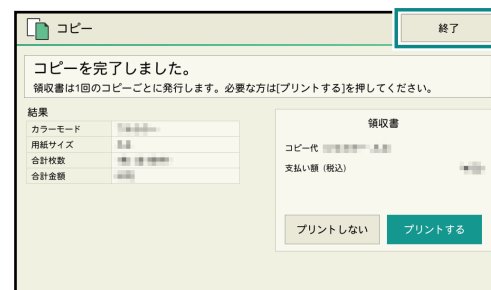 コピー
終了
コピーを完了しました。
領収書は1回のコピーごとに発行します。必要な方は[プリントする]を押してください。
結果
カラーモード
用紙サイズ
合計枚数
合計金額
領収書
コピー代
支払い額（税込）
プリントしない
プリントする